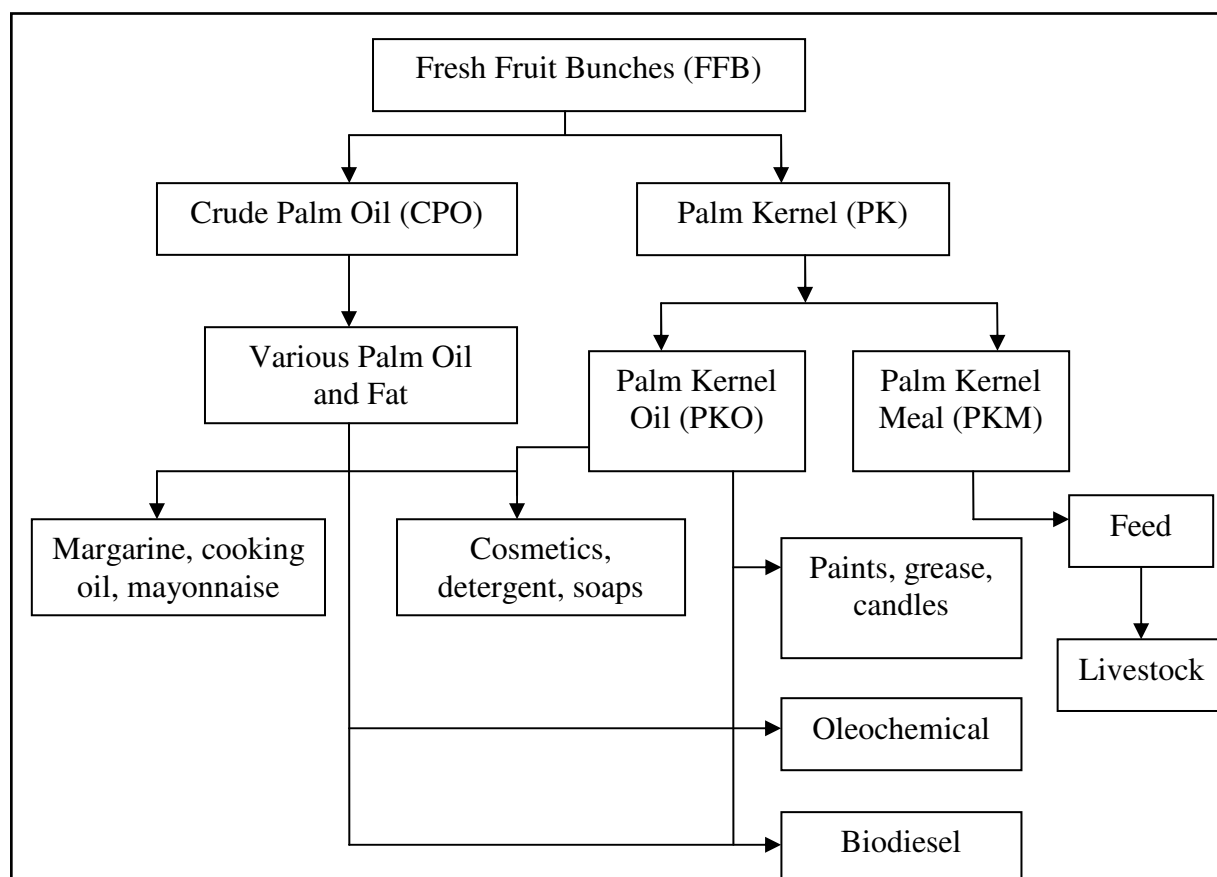 Fresh Fruit Bunches (FFB)
Crude Palm Oil (CPO)
Palm Kernel (PK)
Various Palm Oil
and Fat
Palm Kernel
Oil (PKO)
Palm Kernel
Meal (PKM)
Margarine, cooking
oil, mayonnaise
Cosmetics,
detergent, soaps
Paints, grease,
candles
Feed
Livestock
Oleochemical
Biodiesel